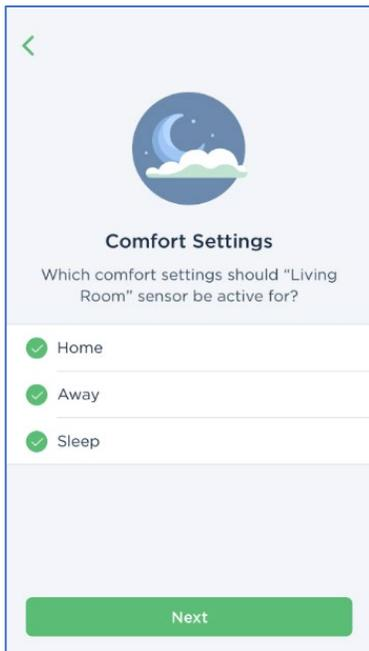 Comfort Settings
Which comfort settings should “Living
Room” sensor be active for?
Home
Away
Sleep
Next